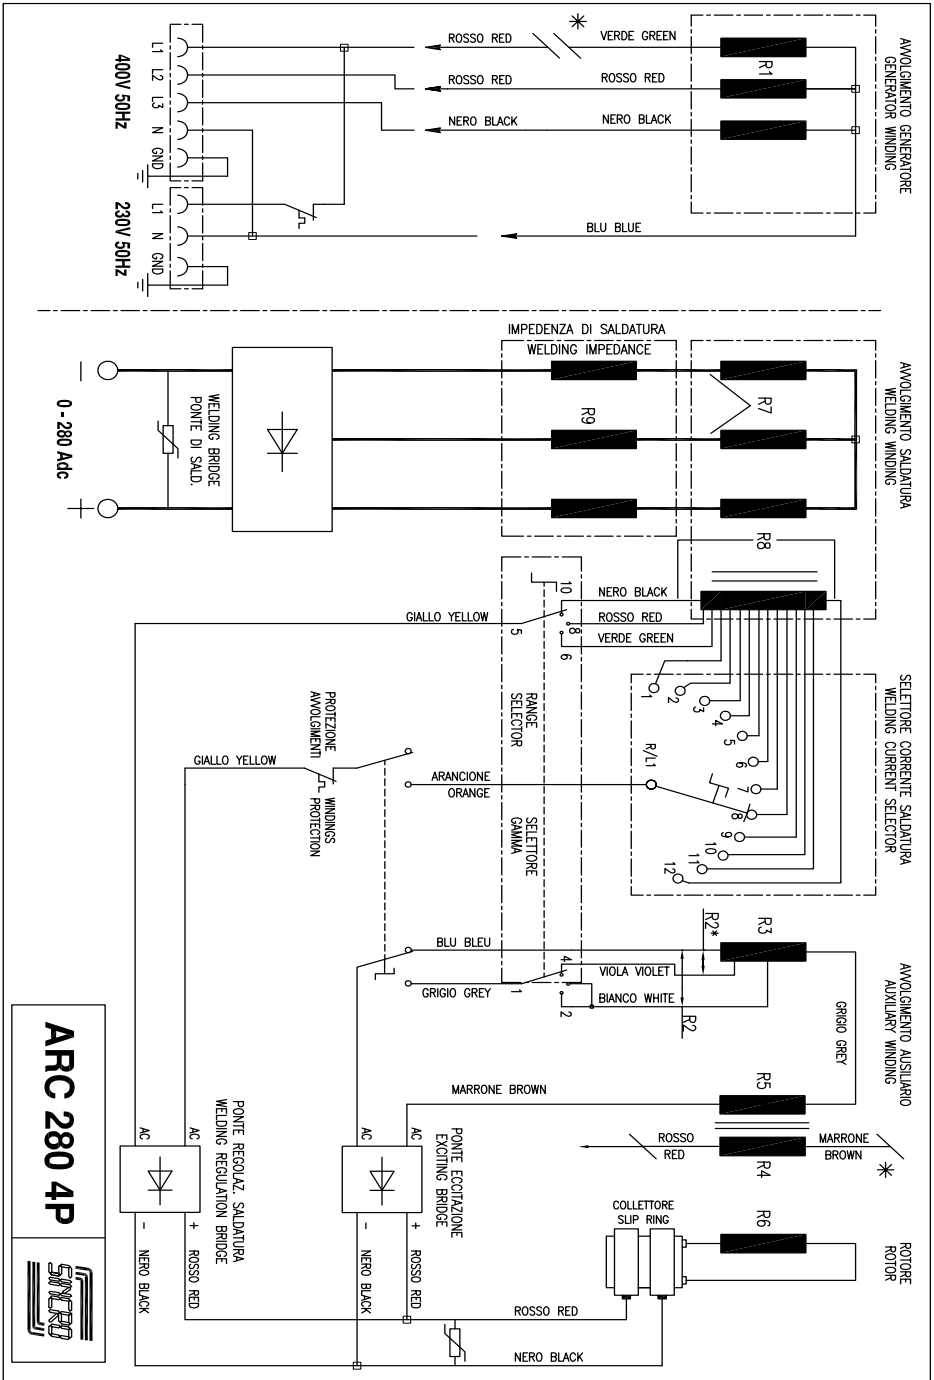 AVVOLGIMENTO GENERATORE
GENERATOR WINDING
R1
VERDE GREEN
ROSSO RED
ROSSO RED
ROSSO RED
NERO BLACK
NERO BLACK
BLU BLUE
*
L1
L2
L3
N
GND
400V 50Hz
L1
N
GND
230V 50Hz
AVVOLGIMENTO SALDATURA
WELDING WINDING
R7
R8
IMPEDENZA DI SALDATURA
WELDING IMPEDANCE
R9
WELDING BRIDGE
PONTE DI SALD.
–
0 - 280 Adc
+
NERO BLACK
ROSSO RED
VERDE GREEN
10
8
6
5
GIALLO YELLOW
RANGE
SELECTOR
SELETTORE
GAMMA
SELETTORE CORRENTE SALDATURA
WELDING CURRENT SELECTOR
1
2
3
4
5
6
7
8
9
10
11
12
R/L1
ARANCIONE
ORANGE
PROTEZIONE
AVVOLGIMENTI
WINDINGS
PROTECTION
GIALLO YELLOW
AVVOLGIMENTO AUSILIARIO
AUXILIARY WINDING
R3
R2*
R2
GRIGIO GREY
BLU BLEU
VIOLA VIOLET
BIANCO WHITE
4
2
1
GRIGIO GREY
R5
R4
MARRONE BROWN
ROSSO
RED
MARRONE
BROWN
*
PONTE ECCITAZIONE
EXCITING BRIDGE
AC
AC
+
-
ROSSO RED
NERO BLACK
PONTE REGOLAZ. SALDATURA
WELDING REGULATION BRIDGE
AC
AC
+
-
ROSSO RED
NERO BLACK
ROTORE
ROTOR
R6
COLLETTORE
SLIP RING
ROSSO RED
NERO BLACK
ARC 280 4P
SINCRO